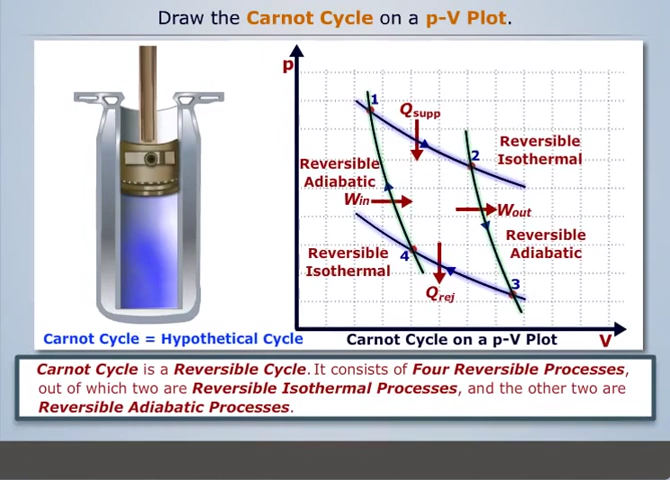 Draw the Carnot Cycle on a p-V Plot.
p
1
Qsupp
2
Reversible
Isothermal
Reversible
Adiabatic
Win
Wout
Reversible
Adiabatic
Reversible
Isothermal
4
Qrej
3
Carnot Cycle = Hypothetical Cycle
Carnot Cycle on a p-V Plot
V
Carnot Cycle is a Reversible Cycle. It consists of Four Reversible Processes,
out of which two are Reversible Isothermal Processes, and the other two are
Reversible Adiabatic Processes.